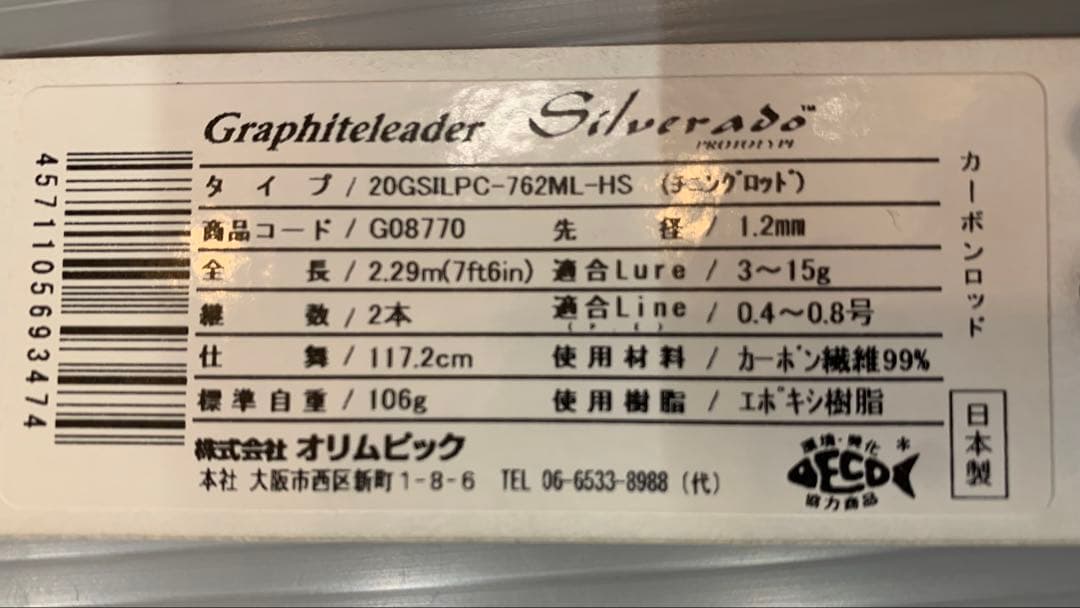 Graphiteleader Silverado™
PROTOTYPE
タイプ / 20GSILPC-762ML-HS (チニングロッド)
商品コード / G08770 先径 / 1.2mm
全長 / 2.29m(7ft6in) 適合Lure / 3～15g
継数 / 2本 適合Line / 0.4～0.8号
(PE)
仕舞 / 117.2cm 使用材料 / カーボン繊維99%
標準自重 / 106g 使用樹脂 / エポキシ樹脂
株式会社 オリムピック
本社 大阪市西区新町1-8-6 TEL 06-6533-8988 (代)
4571105693474
カーボンロッド
日本製
環境・美化
ECO
協力商品